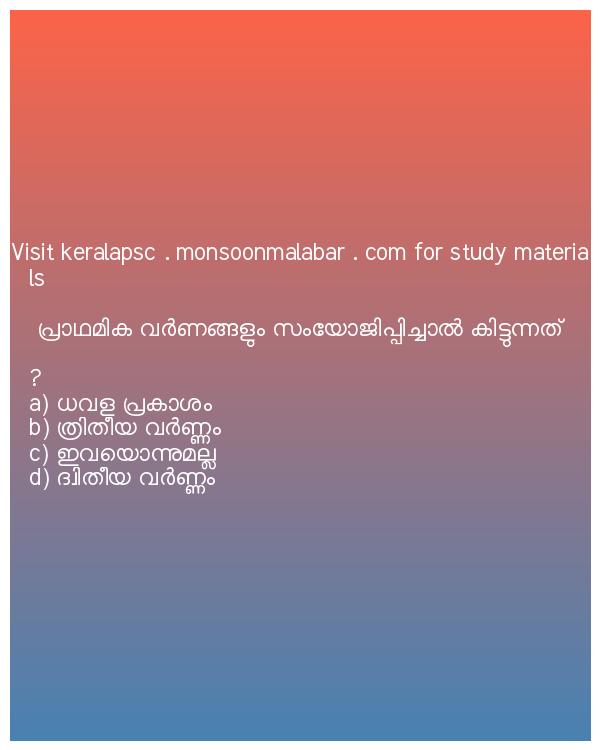 Visit keralapsc . monsoonmalabar . com for study materia
ls
പ്രാഥമിക വർണങ്ങളും സംയോജിപ്പിച്ചാൽ കിട്ടുന്നത്
?
a) ധവള പ്രകാശം
b) ത്രിതീയ വർണ്ണം
c) ഇവയൊന്നുമല്ല
d) ദ്വിതീയ വർണ്ണം